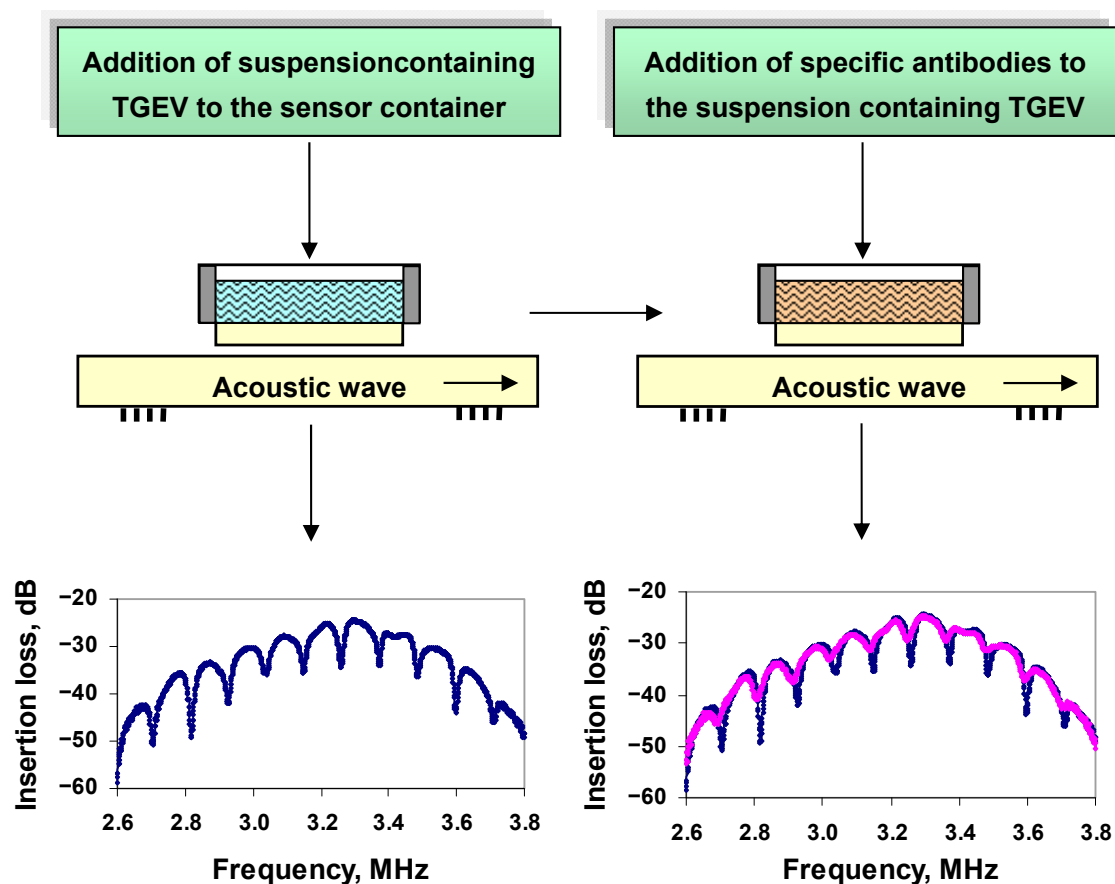 Addition of suspensioncontaining
TGEV to the sensor container
Addition of specific antibodies to
the suspension containing TGEV
Acoustic wave
Acoustic wave
Insertion loss, dB
−20
−30
−40
−50
−60
2.6 2.8 3.0 3.2 3.4 3.6 3.8
Frequency, MHz
Insertion loss, dB
−20
−30
−40
−50
−60
2.6 2.8 3.0 3.2 3.4 3.6 3.8
Frequency, MHz